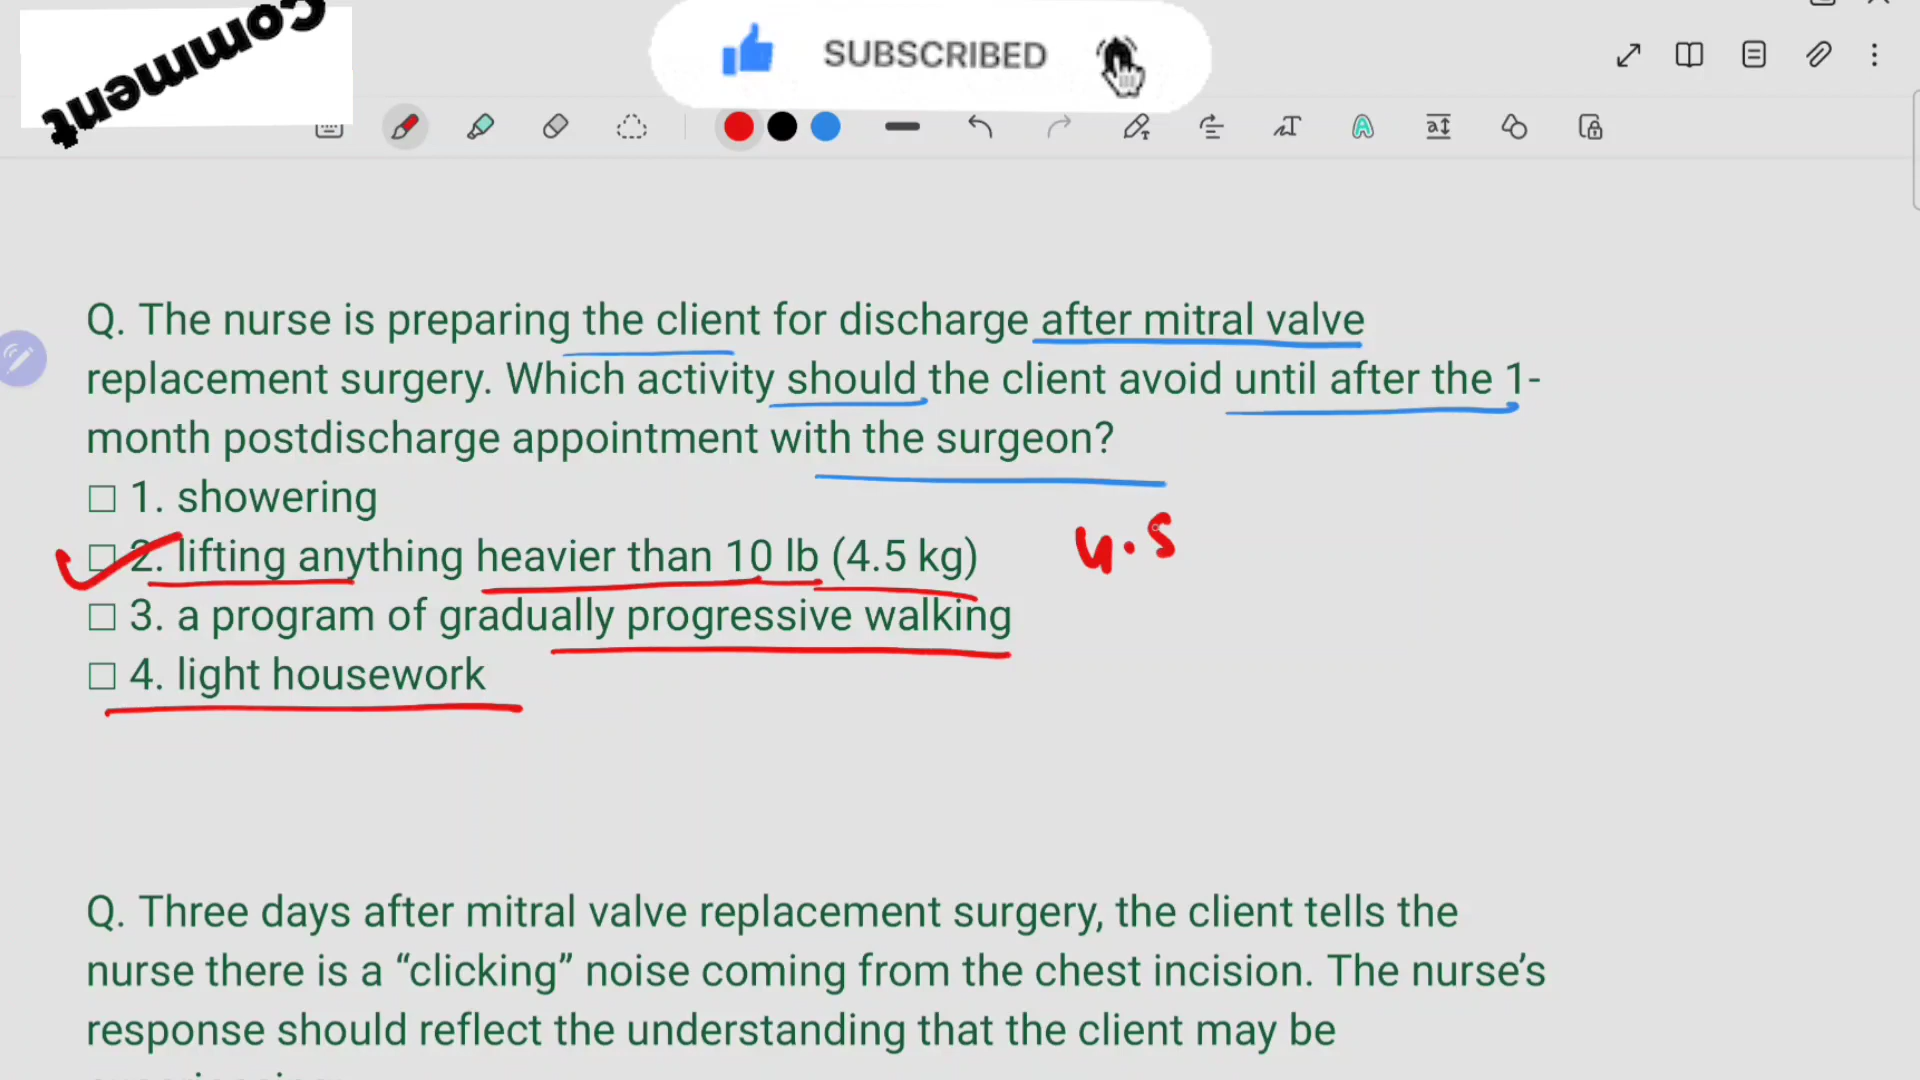 Comment
SUBSCRIBED
Q. The nurse is preparing the client for discharge after mitral valve
replacement surgery. Which activity should the client avoid until after the 1-
month postdischarge appointment with the surgeon?
□ 1. showering
□ 2. lifting anything heavier than 10 lb (4.5 kg)
4.5
□ 3. a program of gradually progressive walking
□ 4. light housework
Q. Three days after mitral valve replacement surgery, the client tells the
nurse there is a “clicking” noise coming from the chest incision. The nurse’s
response should reflect the understanding that the client may be